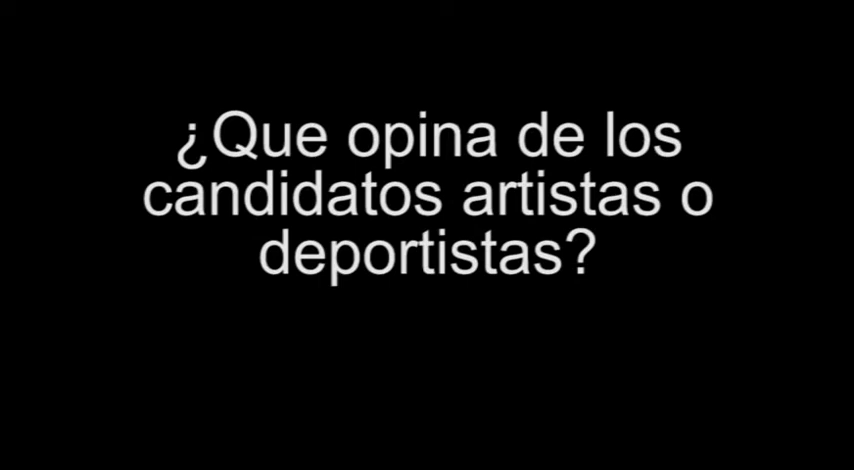 ¿Que opina de los
candidatos artistas o
deportistas?